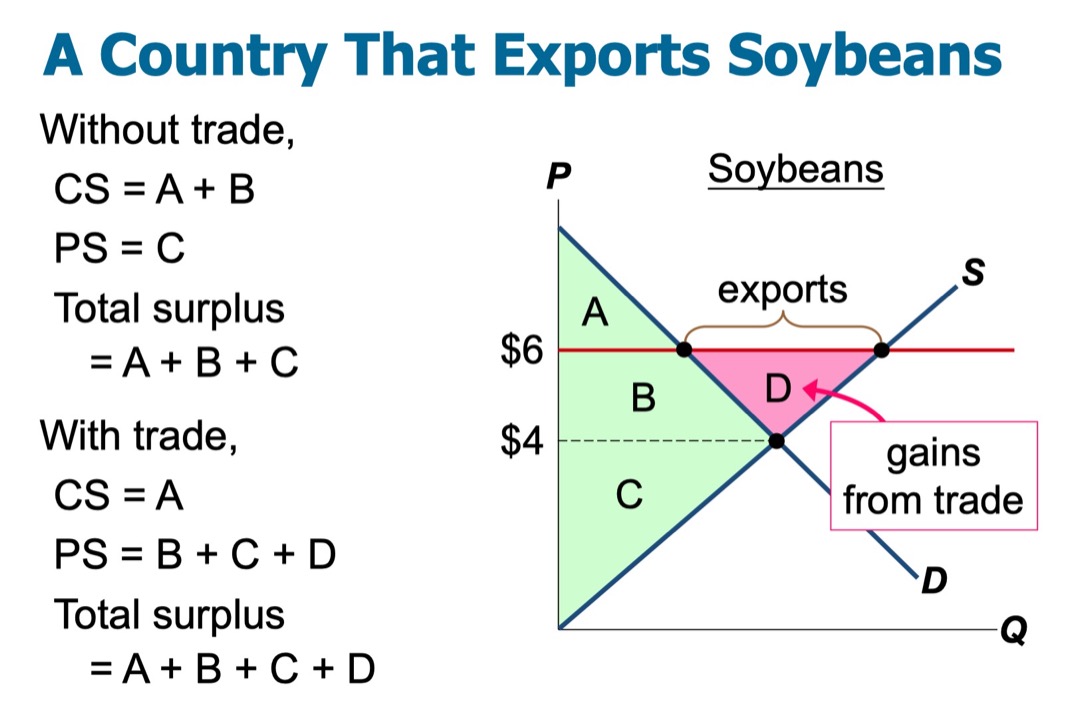 A Country That Exports Soybeans
Without trade,
CS = A + B
PS = C
Total surplus
= A + B + C
With trade,
CS = A
PS = B + C + D
Total surplus
= A + B + C + D
P
Soybeans
S
exports
A
$6
B
D
$4
gains
from trade
C
D
Q